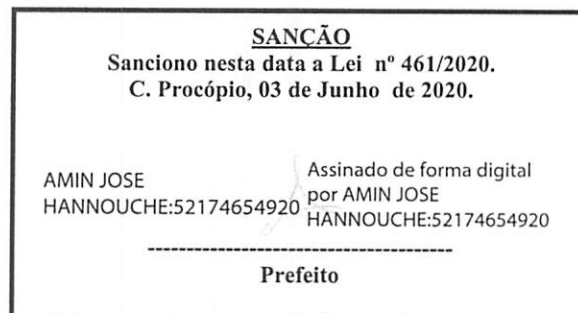 SANÇÃO
Sanciono nesta data a Lei nº 461/2020.
C. Procópio, 03 de Junho de 2020.
AMIN JOSE
HANNOUCHE:52174654920
Assinado de forma digital
por AMIN JOSE
HANNOUCHE:52174654920
----------------------------------------
Prefeito